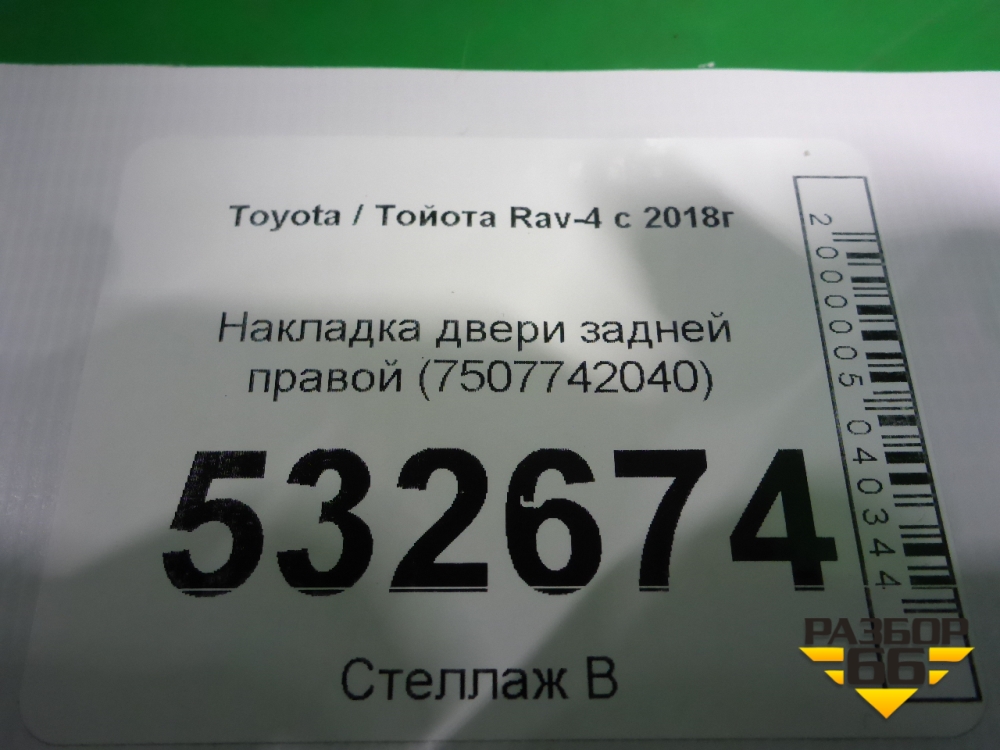 Toyota / Тойота Rav-4 с 2018г
Накладка двери задней
правой (7507742040)
532674
Стеллаж В
2000005040344
РАЗБОР
66